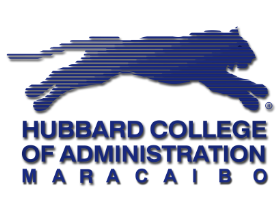 ®
HUBBARD COLLEGE
OF ADMINISTRATION
MARACAIBO